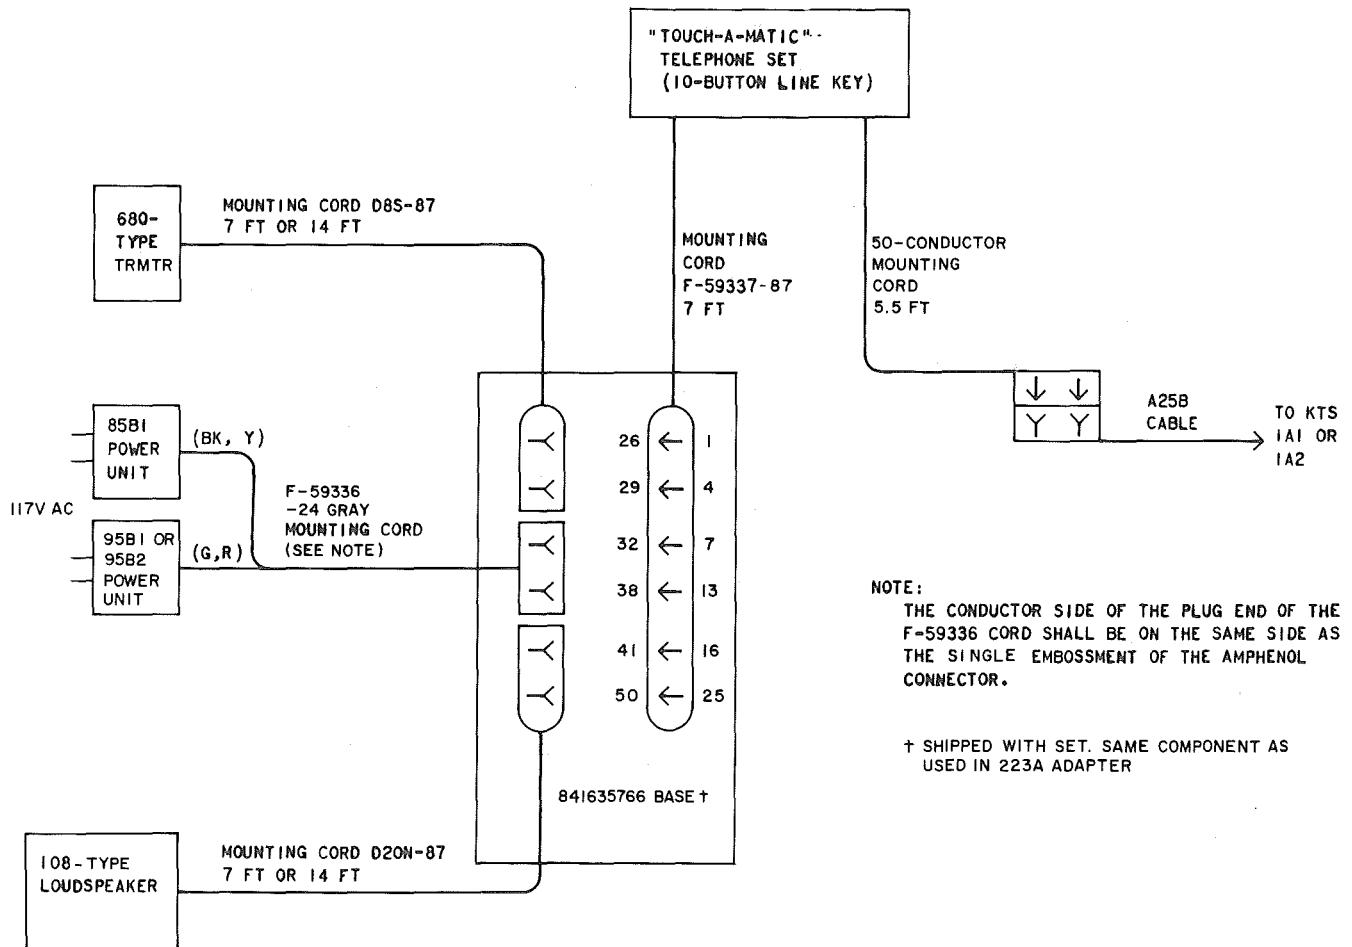 "TOUCH-A-MATIC"
TELEPHONE SET
(10-BUTTON LINE KEY)
680-
TYPE
TRMTR
MOUNTING CORD D8S-87
7 FT OR 14 FT
MOUNTING
CORD
F-59337-87
7 FT
50-CONDUCTOR
MOUNTING
CORD
5.5 FT
A25B
CABLE
TO KTS
1A1 OR
1A2
85B1
POWER
UNIT
(BK, Y)
117V AC
95B1 OR
95B2
POWER
UNIT
(G,R)
F-59336
-24 GRAY
MOUNTING CORD
(SEE NOTE)
26 1
29 4
32 7
38 13
41 16
50 25
841635766 BASE †
NOTE:
THE CONDUCTOR SIDE OF THE PLUG END OF THE
F-59336 CORD SHALL BE ON THE SAME SIDE AS
THE SINGLE EMBOSSMENT OF THE AMPHENOL
CONNECTOR.
† SHIPPED WITH SET. SAME COMPONENT AS
USED IN 223A ADAPTER
108-TYPE
LOUDSPEAKER
MOUNTING CORD D20N-87
7 FT OR 14 FT